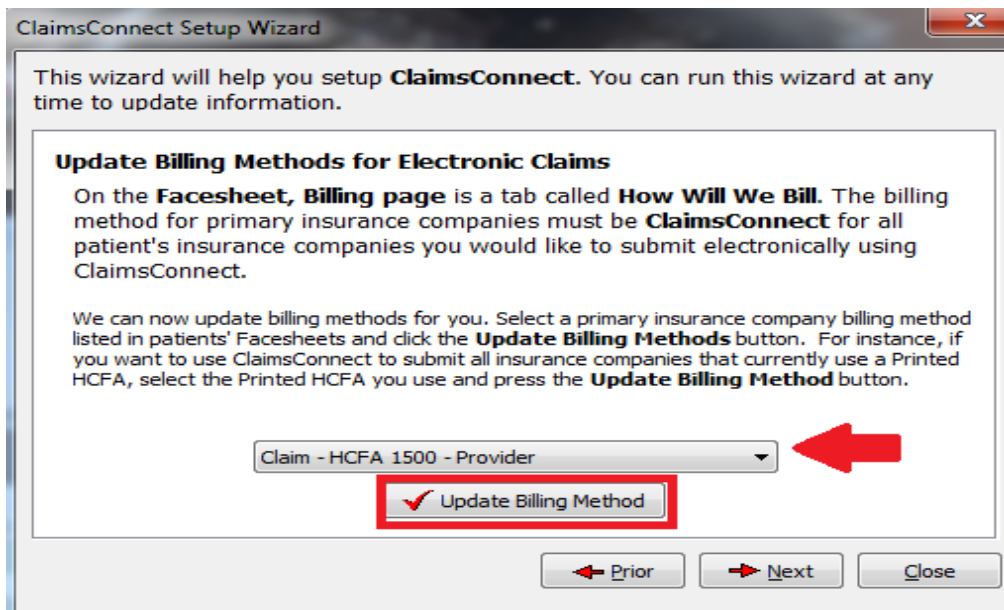 ClaimsConnect Setup Wizard
This wizard will help you setup ClaimsConnect. You can run this wizard at any
time to update information.
Update Billing Methods for Electronic Claims
On the Facesheet, Billing page is a tab called How Will We Bill. The billing
method for primary insurance companies must be ClaimsConnect for all
patient's insurance companies you would like to submit electronically using
ClaimsConnect.
We can now update billing methods for you. Select a primary insurance company billing method
listed in patients' Facesheets and click the Update Billing Methods button. For instance, if
you want to use ClaimsConnect to submit all insurance companies that currently use a Printed
HCFA, select the Printed HCFA you use and press the Update Billing Method button.
Claim - HCFA 1500 - Provider
Update Billing Method
Prior Next Close